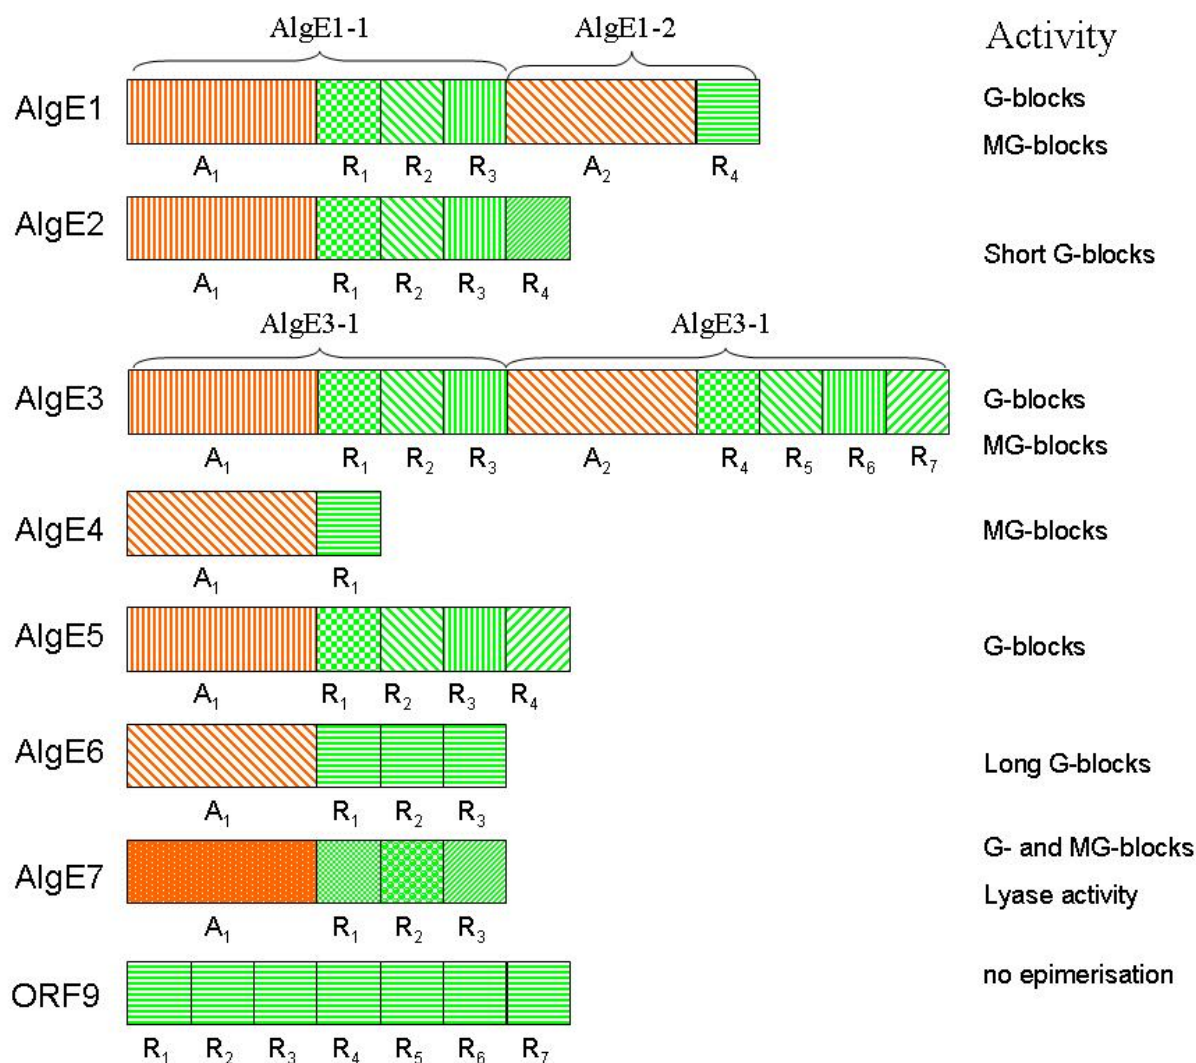 AlgE1-1 AlgE1-2 Activity
AlgE1 G-blocks
MG-blocks
A₁ R₁ R₂ R₃ A₂ R₄
AlgE2 Short G-blocks
A₁ R₁ R₂ R₃ R₄
AlgE3-1 AlgE3-1
AlgE3 G-blocks
MG-blocks
A₁ R₁ R₂ R₃ A₂ R₄ R₅ R₆ R₇
AlgE4 MG-blocks
A₁ R₁
AlgE5 G-blocks
A₁ R₁ R₂ R₃ R₄
AlgE6 Long G-blocks
A₁ R₁ R₂ R₃
AlgE7 G- and MG-blocks
Lyase activity
A₁ R₁ R₂ R₃
ORF9 no epimerisation
R₁ R₂ R₃ R₄ R₅ R₆ R₇